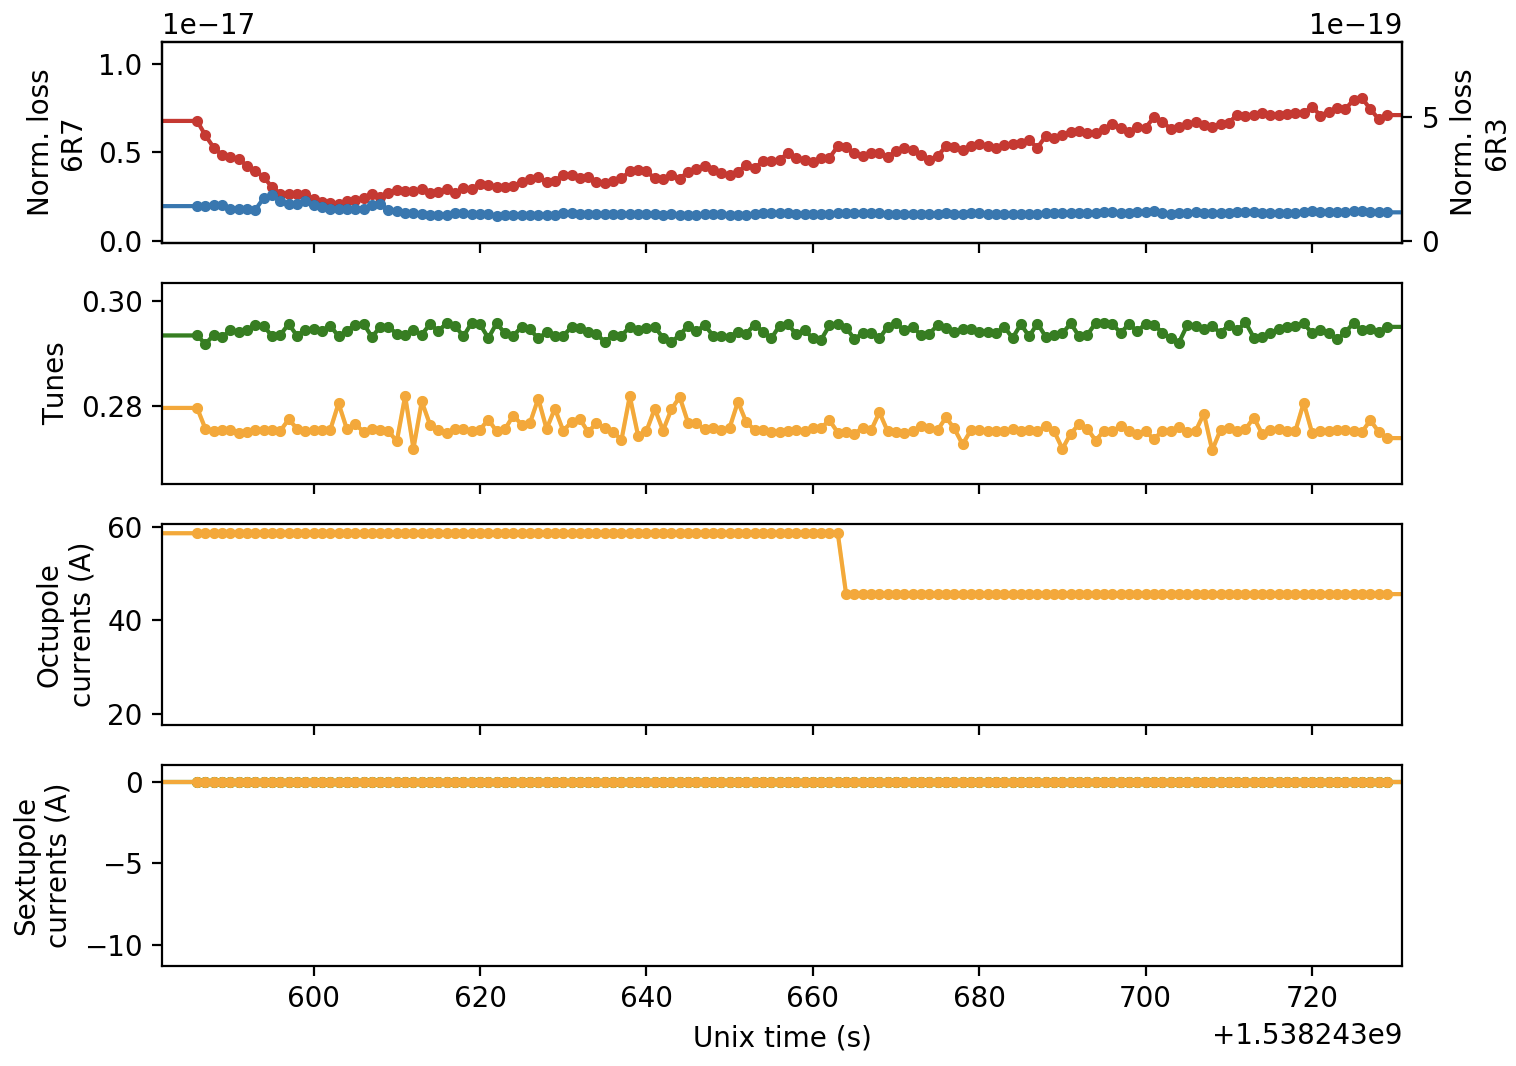 1e−17
1e−19
Norm. loss
6R7
1.0
0.5
0.0
5
0
Norm. loss
6R3
Tunes
0.30
0.28
Octupole
currents (A)
60
40
20
Sextupole
currents (A)
0
−5
−10
600 620 640 660 680 700 720
Unix time (s)
+1.538243e9